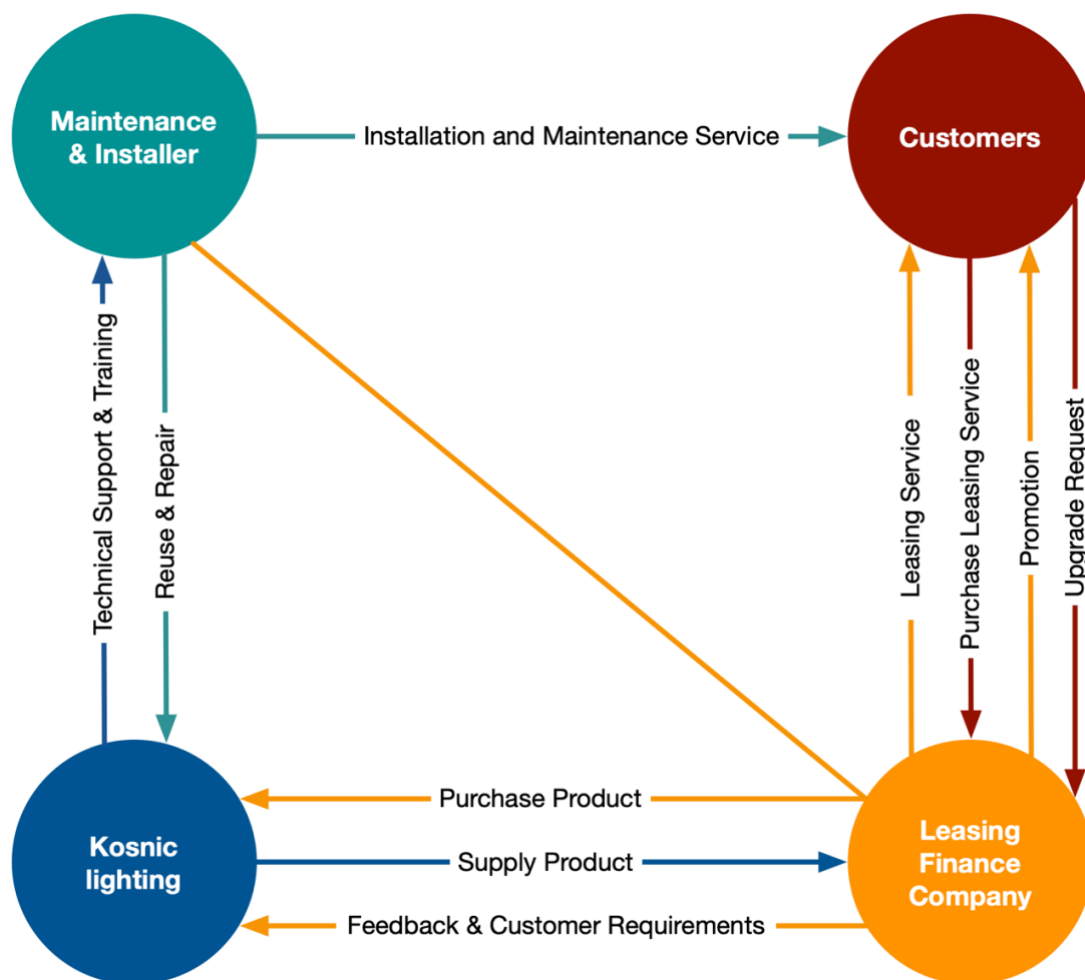 Maintenance
& Installer
Installation and Maintenance Service
Customers
Technical Support & Training
Reuse & Repair
Leasing Service
Purchase Leasing Service
Promotion
Upgrade Request
Purchase Product
Kosnic
lighting
Supply Product
Leasing
Finance
Company
Feedback & Customer Requirements